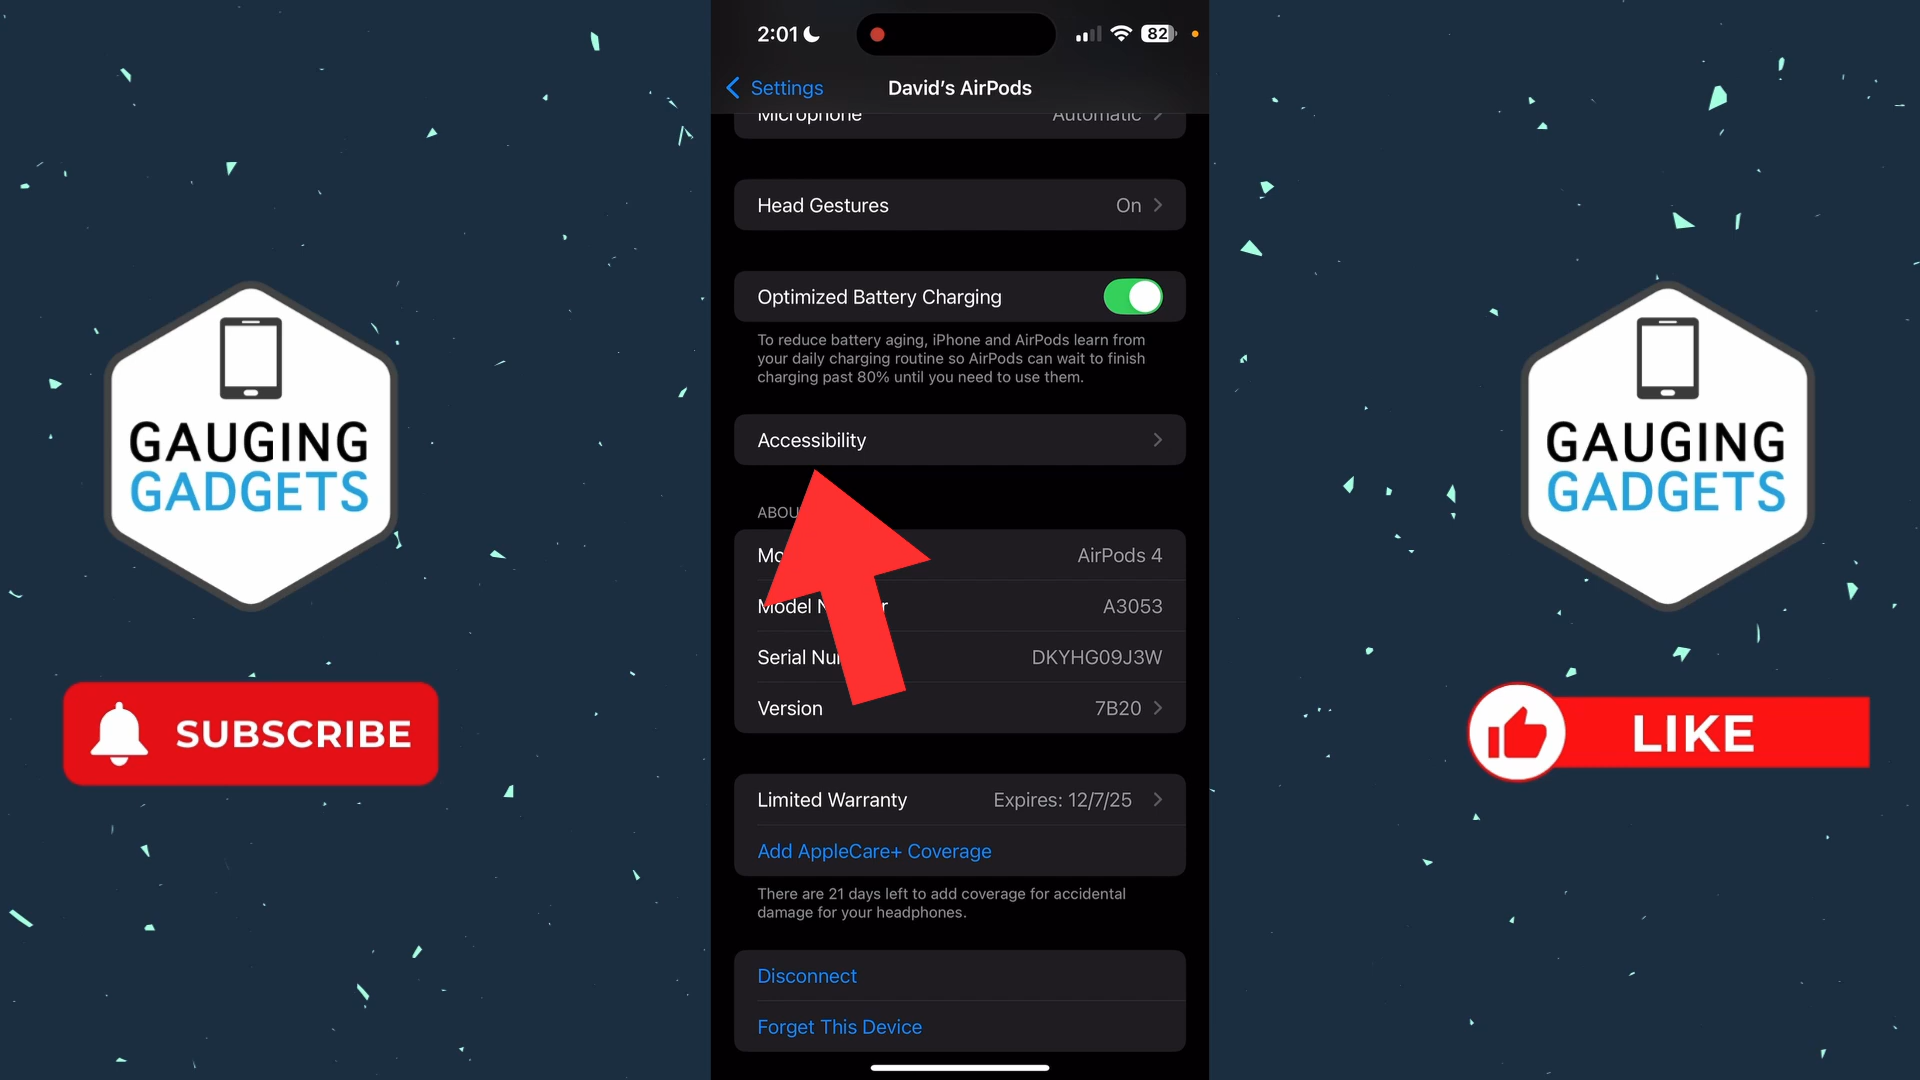 2:01
82
Settings
David's AirPods
Microphone Automatic
Head Gestures On
Optimized Battery Charging
To reduce battery aging, iPhone and AirPods learn from
your daily charging routine so AirPods can wait to finish
charging past 80% until you need to use them.
Accessibility
AirPods 4
Model A3053
Serial DKYHG09J3W
Version 7B20
Limited Warranty Expires: 12/7/25
Add AppleCare+ Coverage
There are 21 days left to add coverage for accidental
damage for your headphones.
Disconnect
Forget This Device
GAUGING
GADGETS
SUBSCRIBE
GAUGING
GADGETS
LIKE